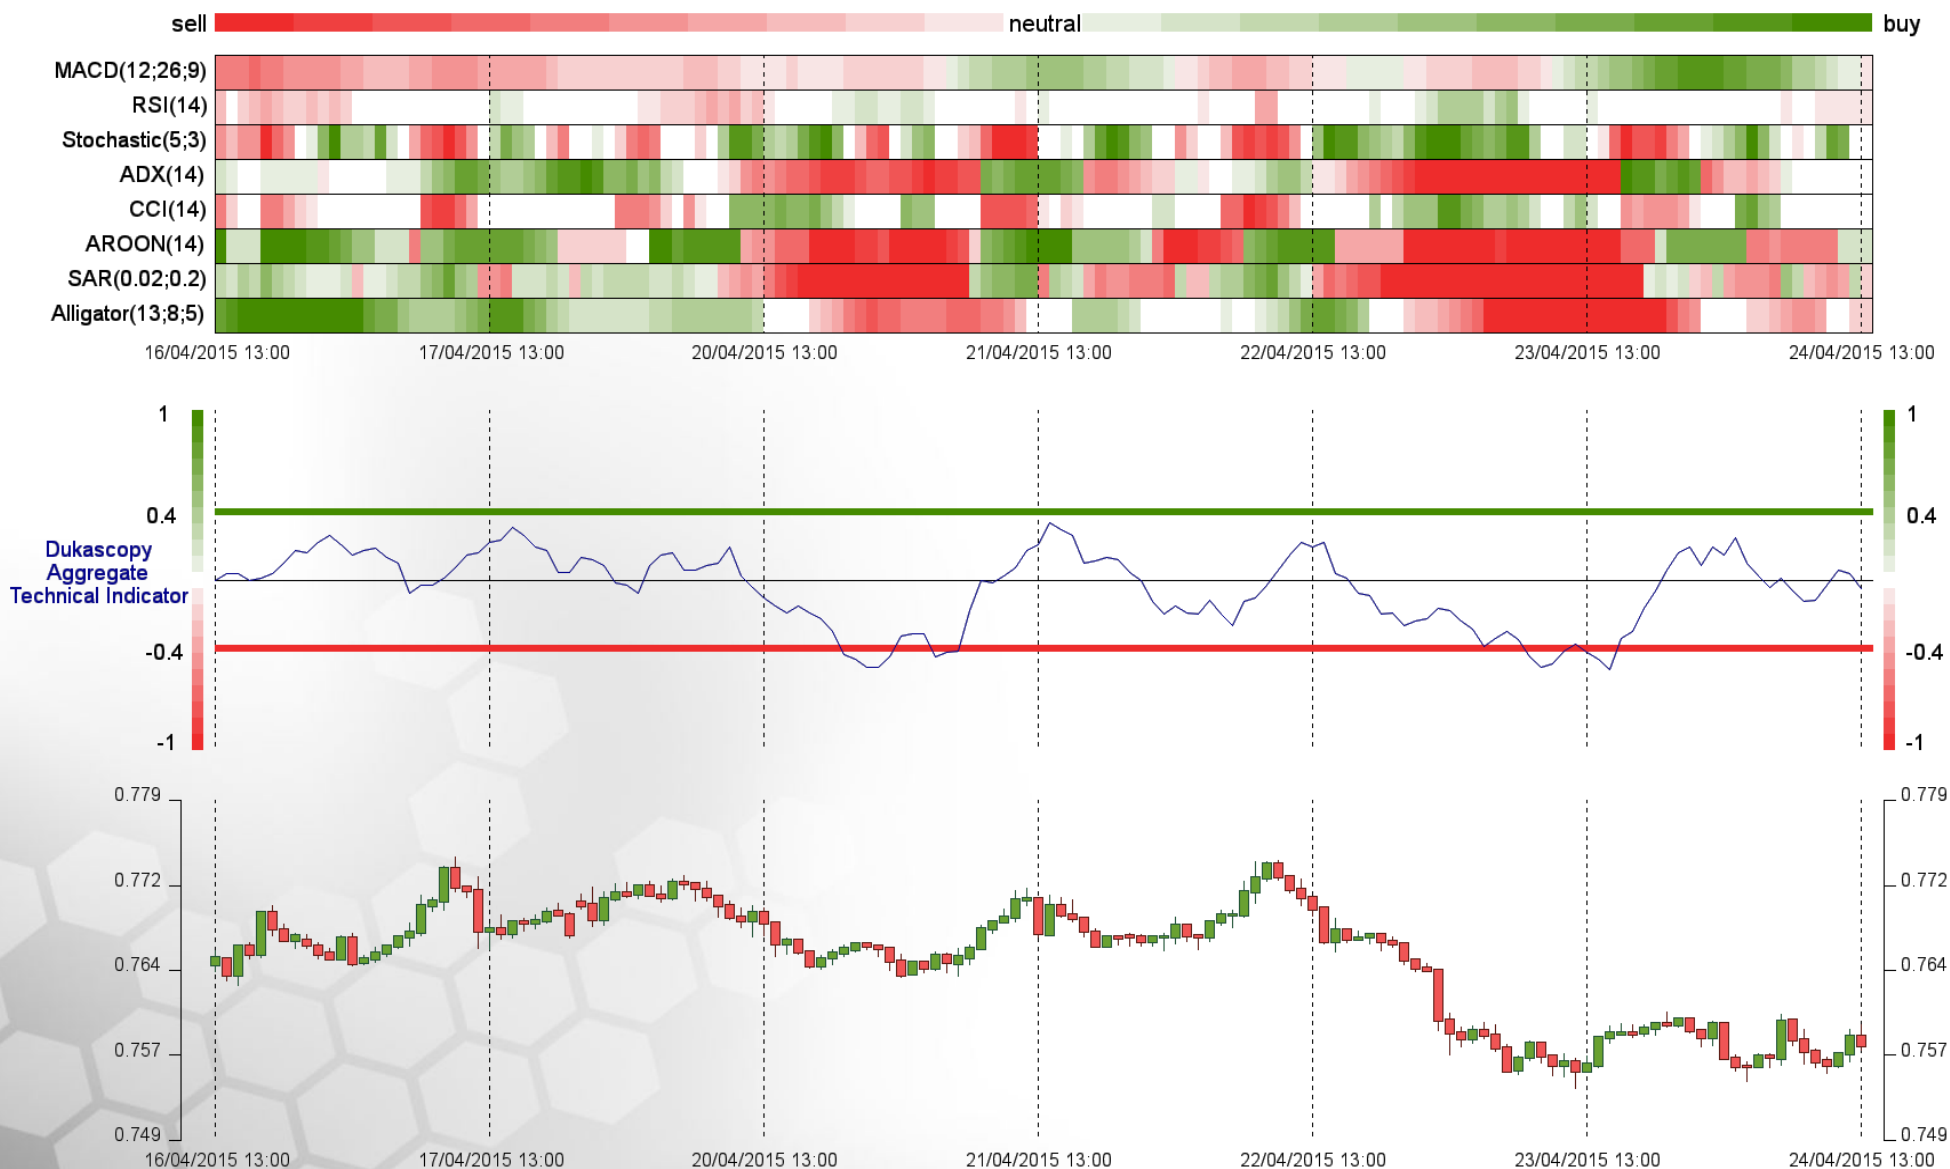 sell neutral buy
MACD(12;26;9)
RSI(14)
Stochastic(5;3)
ADX(14)
CCI(14)
AROON(14)
SAR(0.02;0.2)
Alligator(13;8;5)
16/04/2015 13:00 17/04/2015 13:00 20/04/2015 13:00 21/04/2015 13:00 22/04/2015 13:00 23/04/2015 13:00 24/04/2015 13:00
1 1
0.4 0.4
Dukascopy
Aggregate
Technical Indicator
-0.4 -0.4
-1 -1
0.779 0.779
0.772 0.772
0.764 0.764
0.757 0.757
0.749 0.749
16/04/2015 13:00 17/04/2015 13:00 20/04/2015 13:00 21/04/2015 13:00 22/04/2015 13:00 23/04/2015 13:00 24/04/2015 13:00